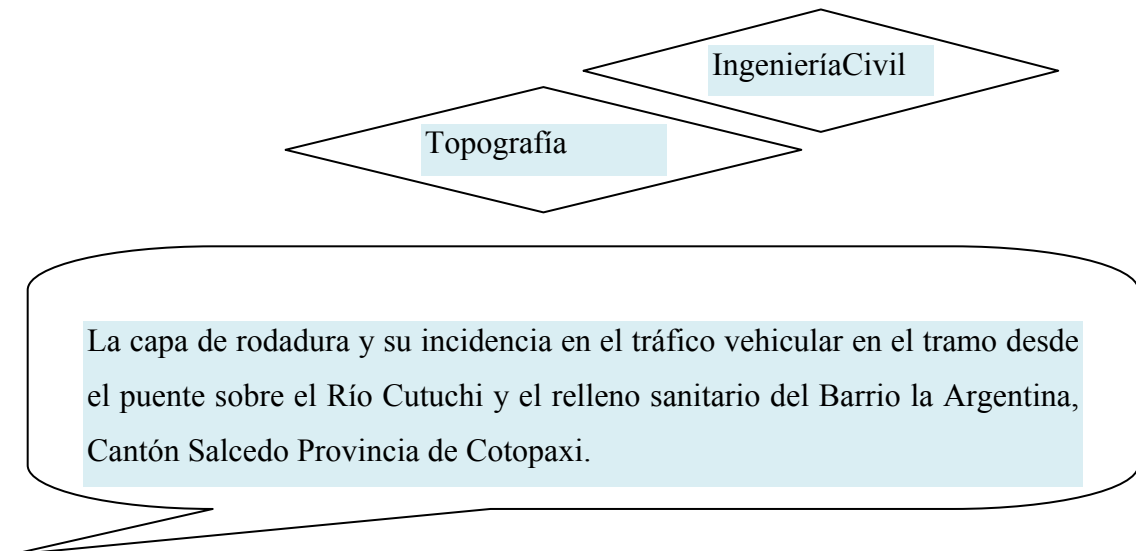 IngenieríaCivil
Topografía
La capa de rodadura y su incidencia en el tráfico vehicular en el tramo desde
el puente sobre el Río Cutuchi y el relleno sanitario del Barrio la Argentina,
Cantón Salcedo Provincia de Cotopaxi.